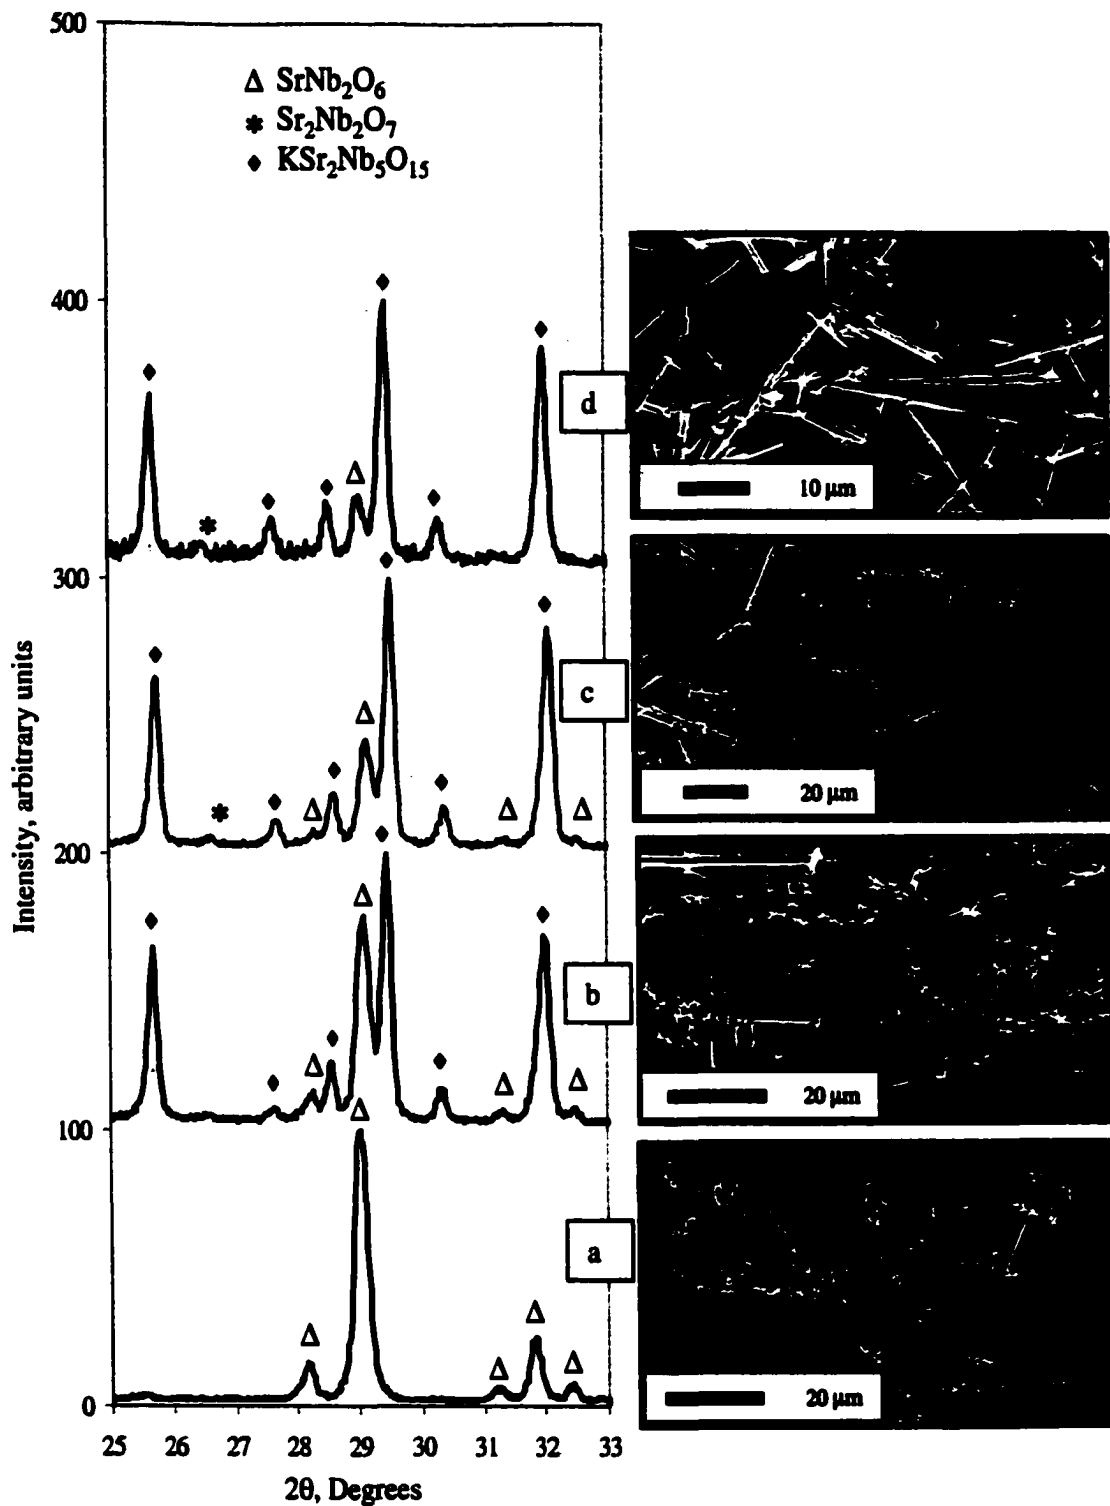 500
Δ SrNb₂O₆
* Sr₂Nb₂O₇
♦ KSr₂Nb₅O₁₅
400
d
10 µm
300
c
20 µm
Intensity, arbitrary units
200
b
20 µm
100
a
20 µm
0
25 26 27 28 29 30 31 32 33
2θ, Degrees